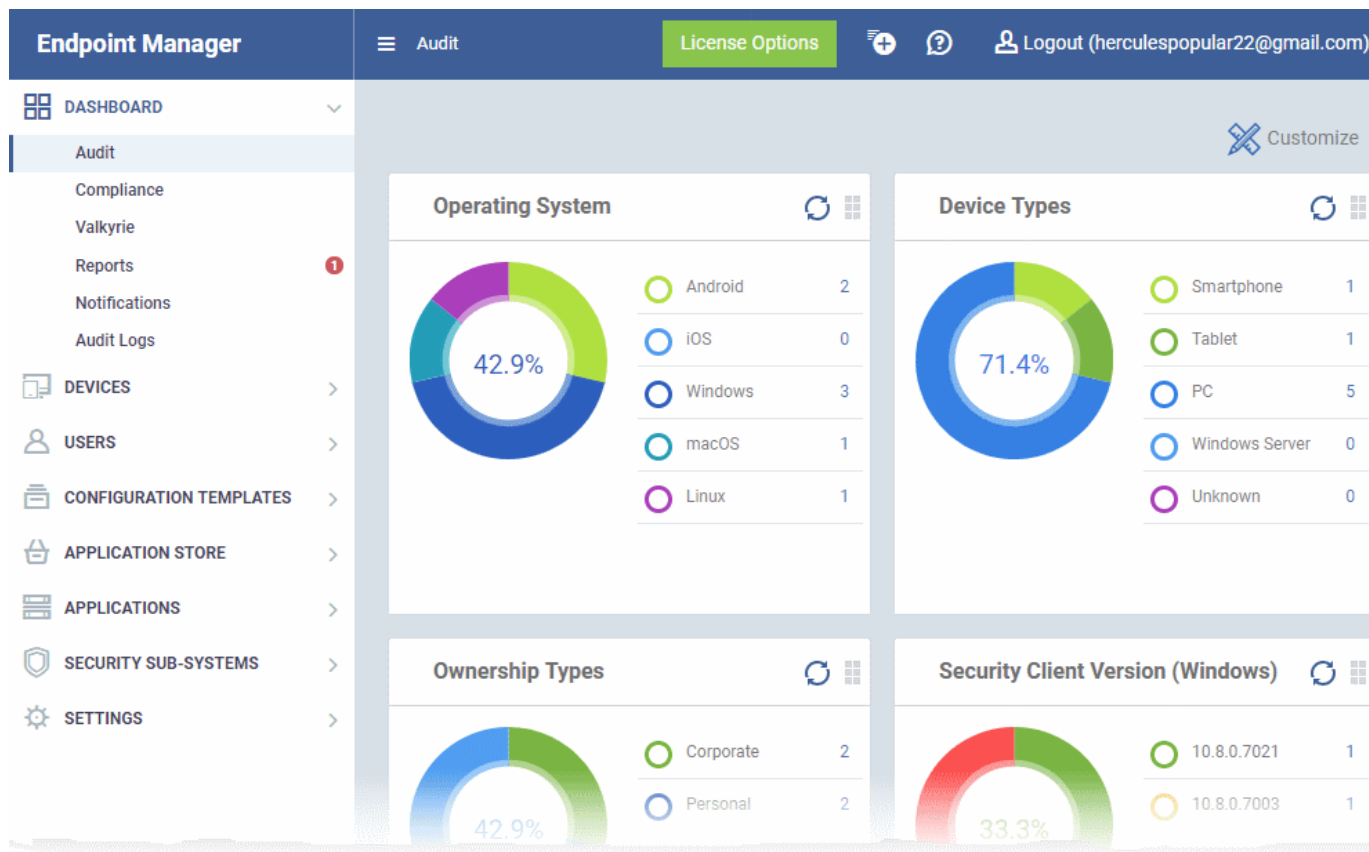 Endpoint Manager
Audit
License Options
Logout (herculespopular22@gmail.com)
DASHBOARD
Audit
Compliance
Valkyrie
Reports 1
Notifications
Audit Logs
DEVICES
USERS
CONFIGURATION TEMPLATES
APPLICATION STORE
APPLICATIONS
SECURITY SUB-SYSTEMS
SETTINGS
Customize
Operating System
42.9%
Android 2
iOS 0
Windows 3
macOS 1
Linux 1
Device Types
71.4%
Smartphone 1
Tablet 1
PC 5
Windows Server 0
Unknown 0
Ownership Types
42.9%
Corporate 2
Personal 2
Security Client Version (Windows)
33.3%
10.8.0.7021 1
10.8.0.7003 1